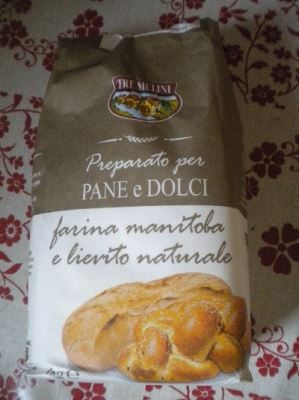 TRE MULINI
Preparato per
PANE e DOLCI
farina manitoba
e lievito naturale